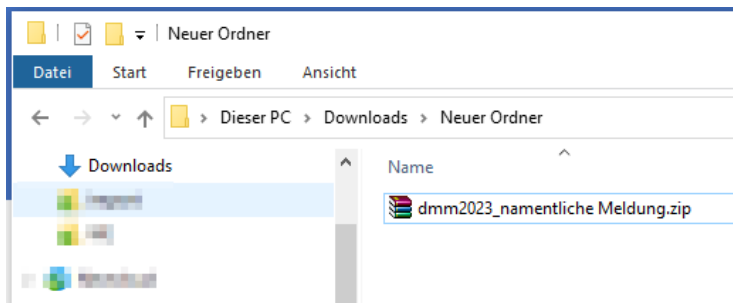 Neuer Ordner
Datei Start Freigeben Ansicht
Dieser PC > Downloads > Neuer Ordner
Downloads
Name
dmm2023_namentliche Meldung.zip